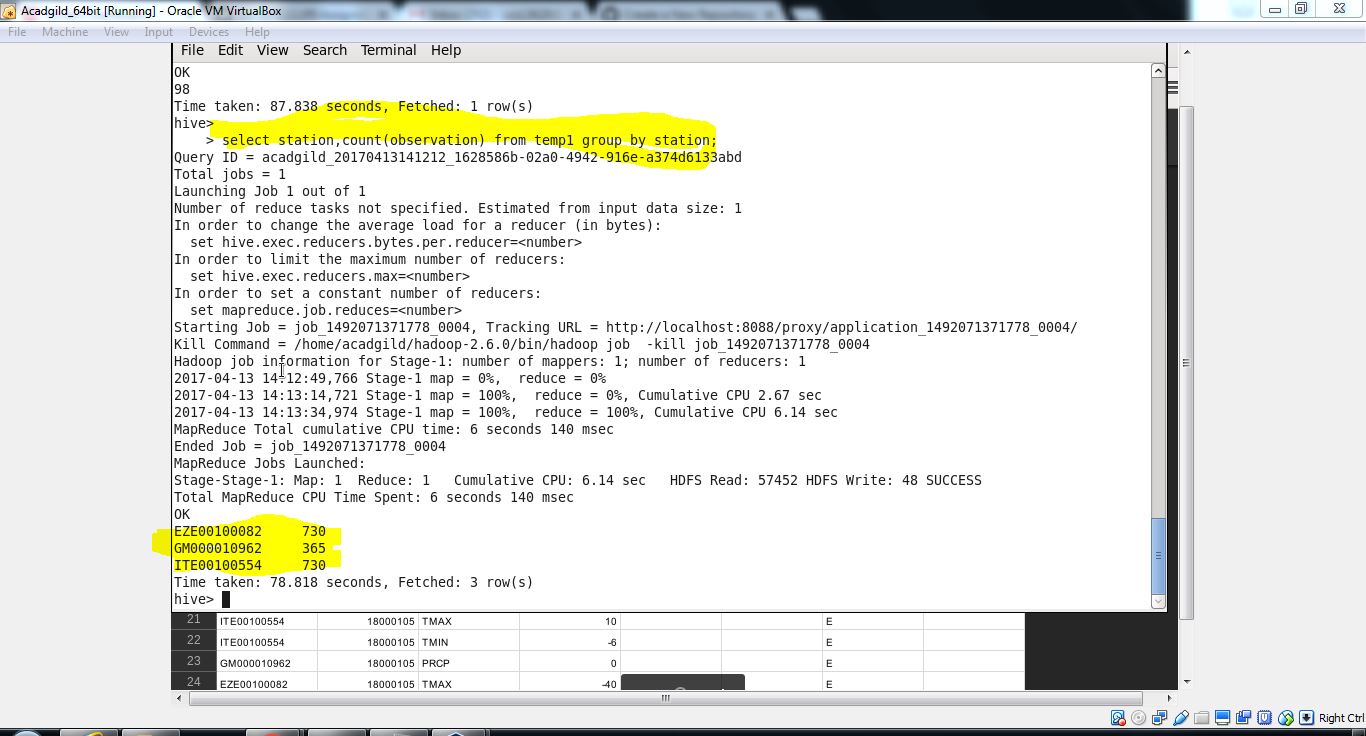 Acadgild_64bit [Running] - Oracle VM VirtualBox
File Machine View Input Devices Help
File Edit View Search Terminal Help
OK
98
Time taken: 87.838 seconds, Fetched: 1 row(s)
hive>
    > select station,count(observation) from temp1 group by station;
Query ID = acadgild_20170413141212_1628586b-02a0-4942-916e-a374d6133abd
Total jobs = 1
Launching Job 1 out of 1
Number of reduce tasks not specified. Estimated from input data size: 1
In order to change the average load for a reducer (in bytes):
  set hive.exec.reducers.bytes.per.reducer=<number>
In order to limit the maximum number of reducers:
  set hive.exec.reducers.max=<number>
In order to set a constant number of reducers:
  set mapreduce.job.reduces=<number>
Starting Job = job_1492071371778_0004, Tracking URL = http://localhost:8088/proxy/application_1492071371778_0004/
Kill Command = /home/acadgild/hadoop-2.6.0/bin/hadoop job  -kill job_1492071371778_0004
Hadoop job information for Stage-1: number of mappers: 1; number of reducers: 1
2017-04-13 14:12:49,766 Stage-1 map = 0%,  reduce = 0%
2017-04-13 14:13:14,721 Stage-1 map = 100%,  reduce = 0%, Cumulative CPU 2.67 sec
2017-04-13 14:13:34,974 Stage-1 map = 100%,  reduce = 100%, Cumulative CPU 6.14 sec
MapReduce Total cumulative CPU time: 6 seconds 140 msec
Ended Job = job_1492071371778_0004
MapReduce Jobs Launched:
Stage-Stage-1: Map: 1  Reduce: 1   Cumulative CPU: 6.14 sec   HDFS Read: 57452 HDFS Write: 48 SUCCESS
Total MapReduce CPU Time Spent: 6 seconds 140 msec
OK
EZE00100082     730
GM000010962     365
ITE00100554     730
Time taken: 78.818 seconds, Fetched: 3 row(s)
hive>
21 ITE00100554 18000105 TMAX 10 E
22 ITE00100554 18000105 TMIN -6 E
23 GM000010962 18000105 PRCP 0 E
24 EZE00100082 18000105 TMAX -40 E
Right Ctrl